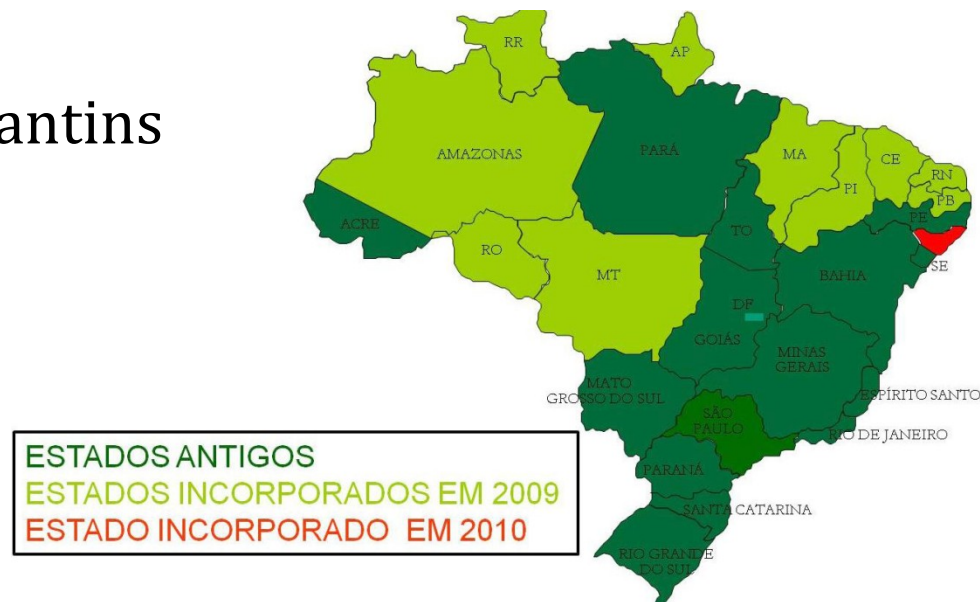 antins
RR
AP
AMAZONAS
PARÁ
MA
CE
RN
PI
PB
PE
ACRE
TO
RO
SE
MT
BAHIA
DF
GOIÁS
MINAS
GERAIS
MATO
GROSSO DO SUL
ESPÍRITO SANTO
SÃO
PAULO
RIO DE JANEIRO
PARANÁ
SANTA CATARINA
RIO GRANDE
DO SUL
ESTADOS ANTIGOS
ESTADOS INCORPORADOS EM 2009
ESTADO INCORPORADO EM 2010